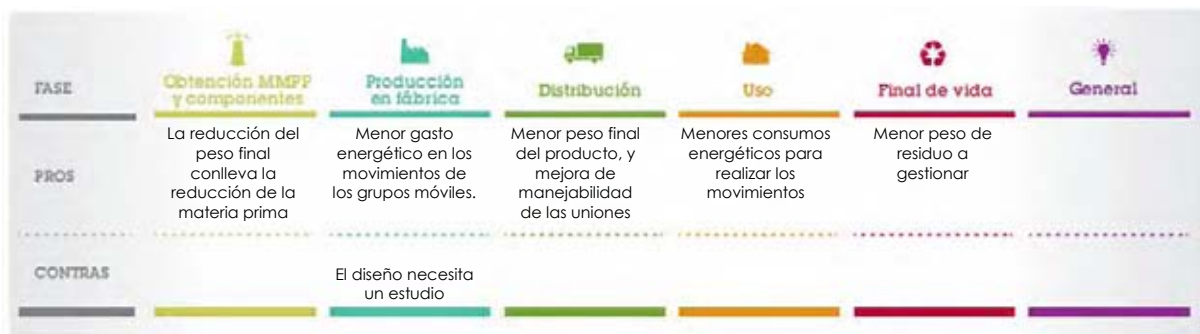 FASE
Obtención MMPP
y componentes
Producción
en fábrica
Distribución
Uso
Final de vida
General
PROS
La reducción del
peso final
conlleva la
reducción de la
materia prima
Menor gasto
energético en los
movimientos de
los grupos móviles.
Menor peso final
del producto, y
mejora de
manejabilidad
de las uniones
Menores consumos
energéticos para
realizar los
movimientos
Menor peso de
residuo a
gestionar
CONTRAS
El diseño necesita
un estudio